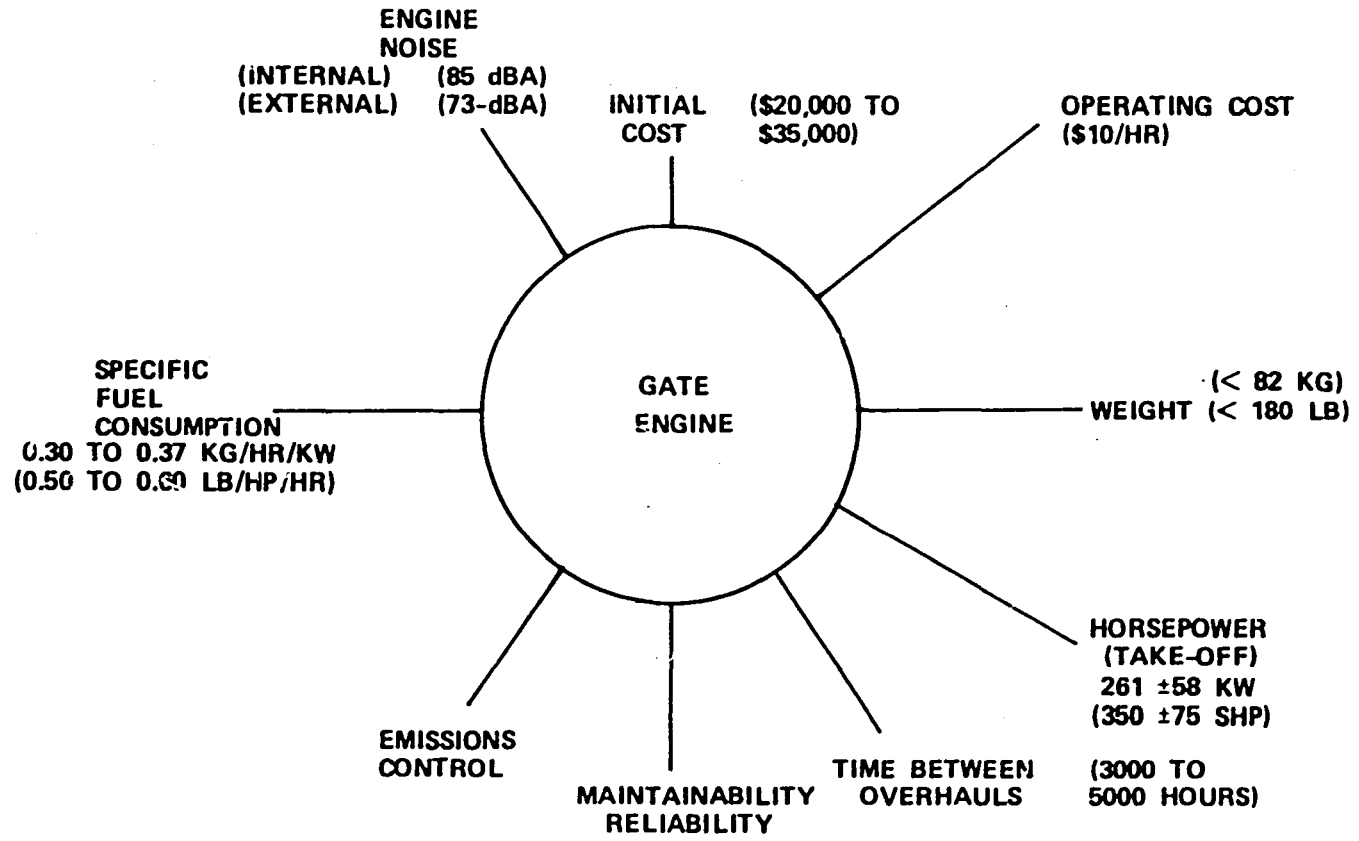 ENGINE
NOISE
(INTERNAL) (85 dBA)
(EXTERNAL) (73-dBA)
INITIAL ($20,000 TO
COST $35,000)
OPERATING COST
($10/HR)
SPECIFIC
FUEL
CONSUMPTION
0.30 TO 0.37 KG/HR/KW
(0.50 TO 0.60 LB/HP/HR)
GATE
ENGINE
(< 82 KG)
WEIGHT (< 180 LB)
HORSEPOWER
(TAKE-OFF)
261 ±58 KW
(350 ±75 SHP)
EMISSIONS
CONTROL
MAINTAINABILITY
RELIABILITY
TIME BETWEEN (3000 TO
OVERHAULS 5000 HOURS)